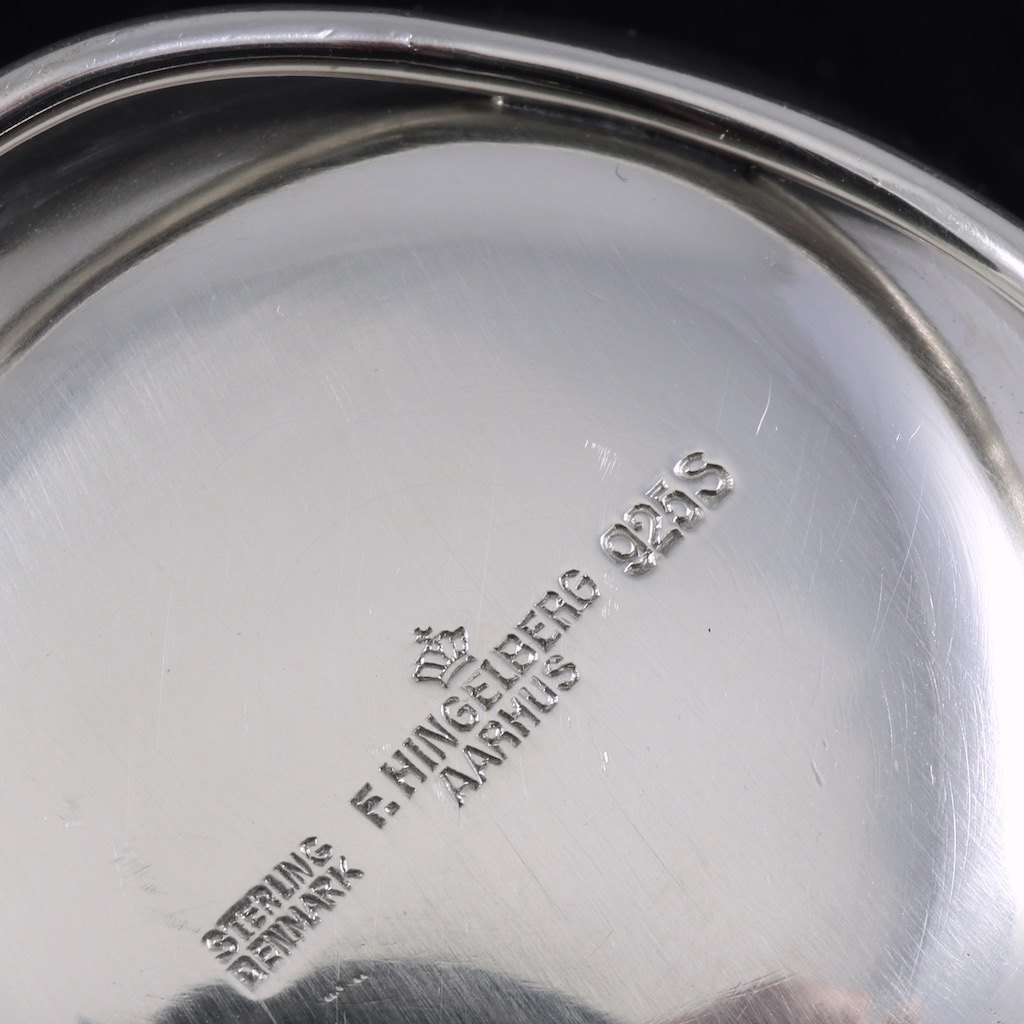 925S
F. HINGELBERG
AARHUS
STERLING
DENMARK